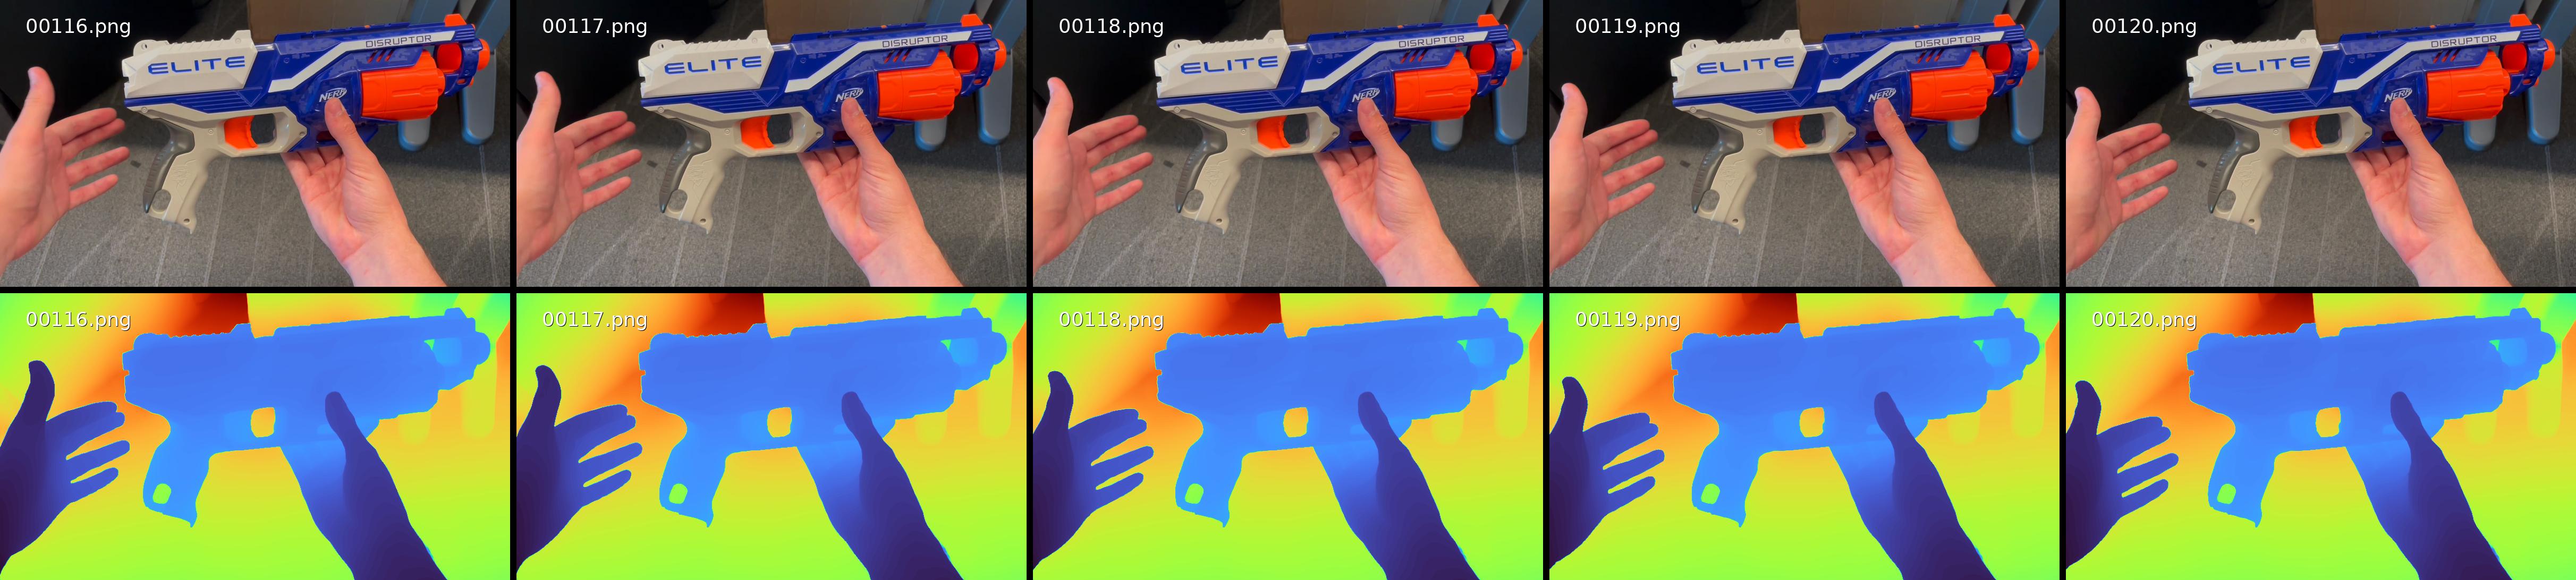 00116.png
DISRUPTOR
ELITE
NERF
00117.png
DISRUPTOR
ELITE
NERF
00118.png
DISRUPTOR
ELITE
NERF
00119.png
DISRUPTOR
ELITE
NERF
00120.png
DISRUPTOR
ELITE
NERF
00116.png
00117.png
00118.png
00119.png
00120.png